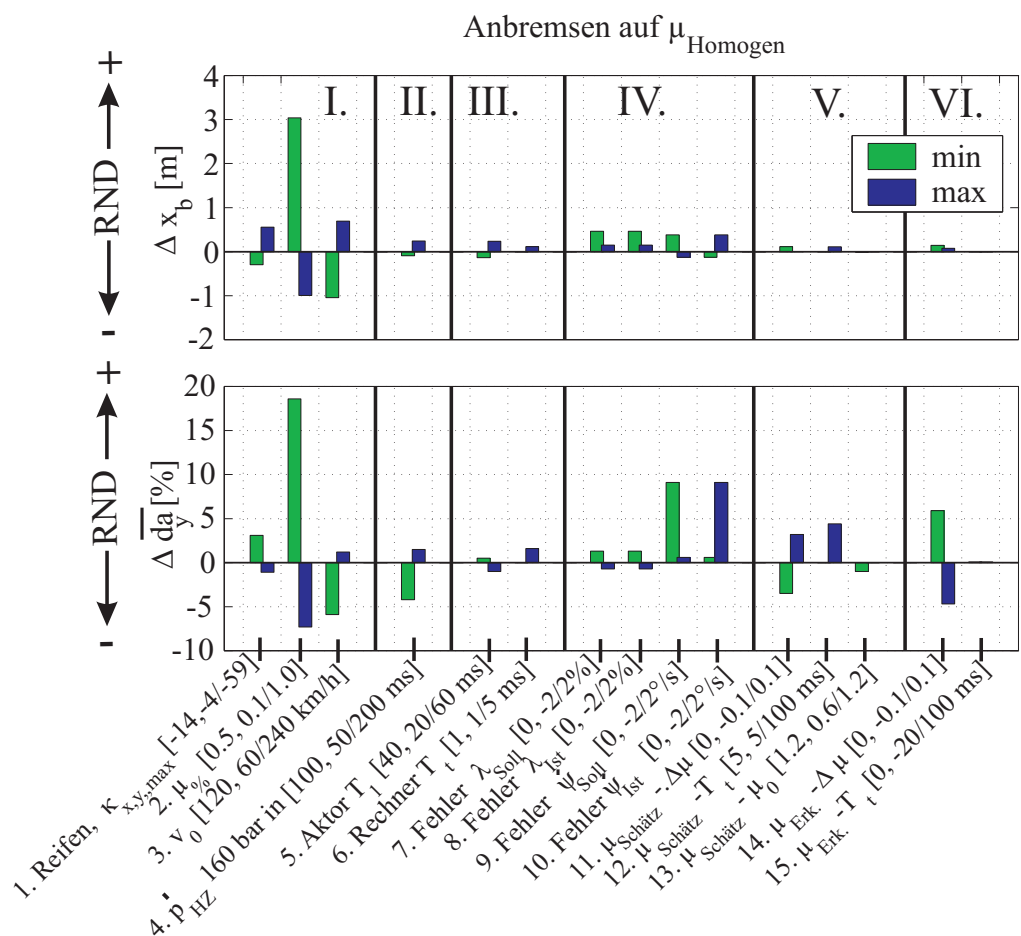 Anbremsen auf μHomogen
+
RND
-
Δ xb [m]
4
3
2
1
0
-1
-2
I.
II.
III.
IV.
V.
VI.
min
max
+
RND
-
Δ day [%]
20
15
10
5
0
-5
-10
1. Reifen, κx,y,,max [-14,-4/-59]
2. μ% [0.5, 0.1/1.0]
3. v0 [120, 60/240 km/h]
4. ṗHZ 160 bar in [100, 50/200 ms]
5. Aktor Tl [40, 20/60 ms]
6. Rechner Tt [1, 1/5 ms]
7. Fehler λSoll [0, -2/2%]
8. Fehler λIst [0, -2/2%]
9. Fehler ψ̇Soll [0, -2/2°/s]
10. Fehler ψ̇Ist [0, -2/2°/s]
11. μSchätz -.Δμ [0, -0.1/0.1]
12. μSchätz -Tt [5, 5/100 ms]
13. μSchätz - μ0 [1.2, 0.6/1.2]
14. μErk. -Δ μ [0, -0.1/0.1]
15. μErk. -Tt [0, -20/100 ms]